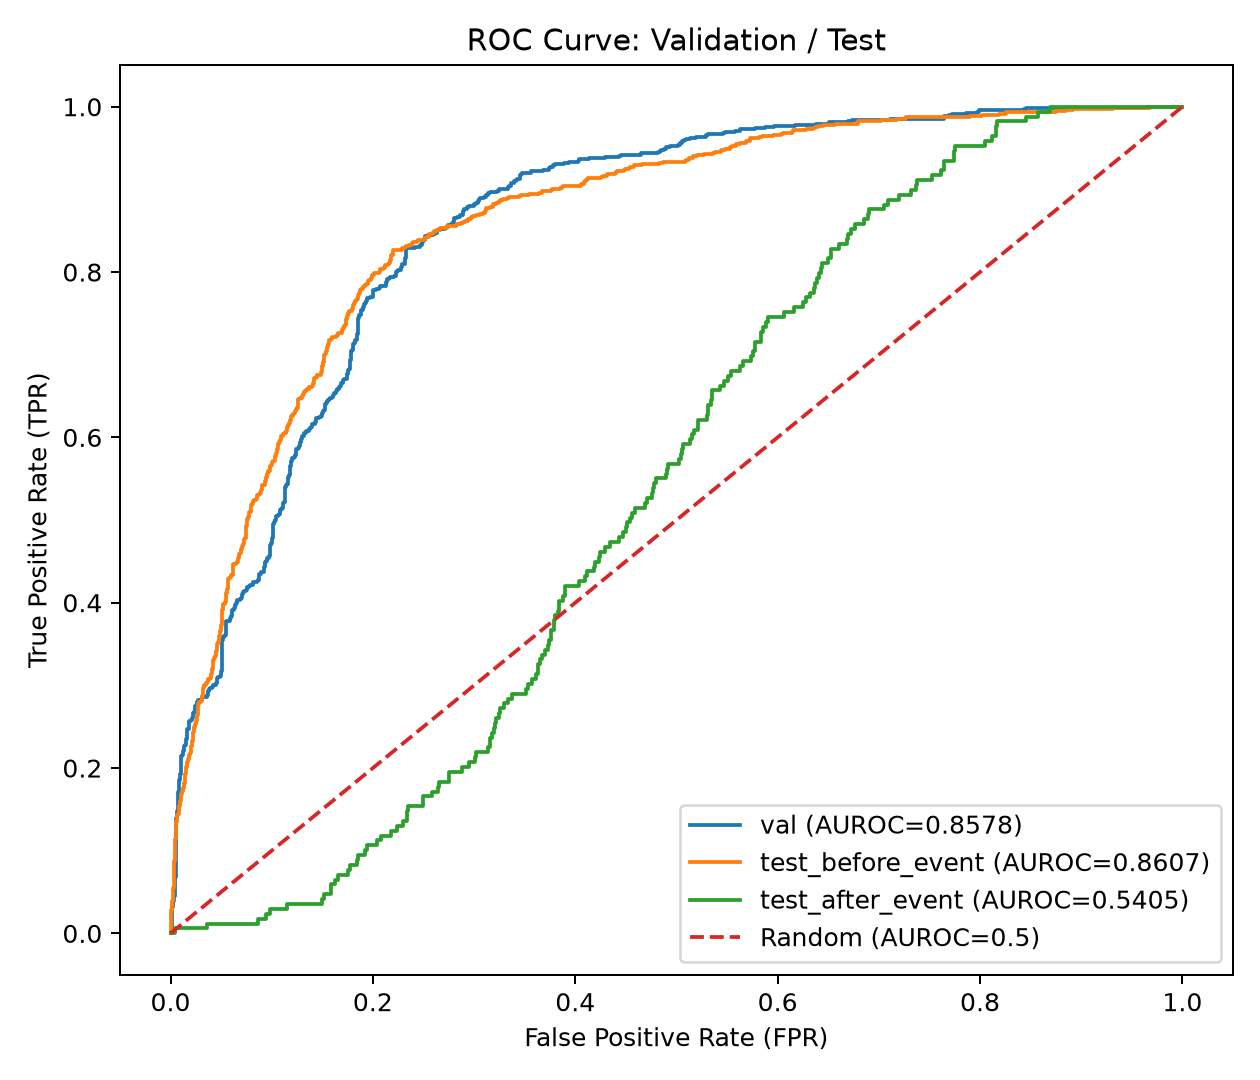 ROC Curve: Validation / Test
True Positive Rate (TPR)
1.0
0.8
0.6
0.4
0.2
0.0
val (AUROC=0.8578)
test_before_event (AUROC=0.8607)
test_after_event (AUROC=0.5405)
Random (AUROC=0.5)
0.0 0.2 0.4 0.6 0.8 1.0
False Positive Rate (FPR)